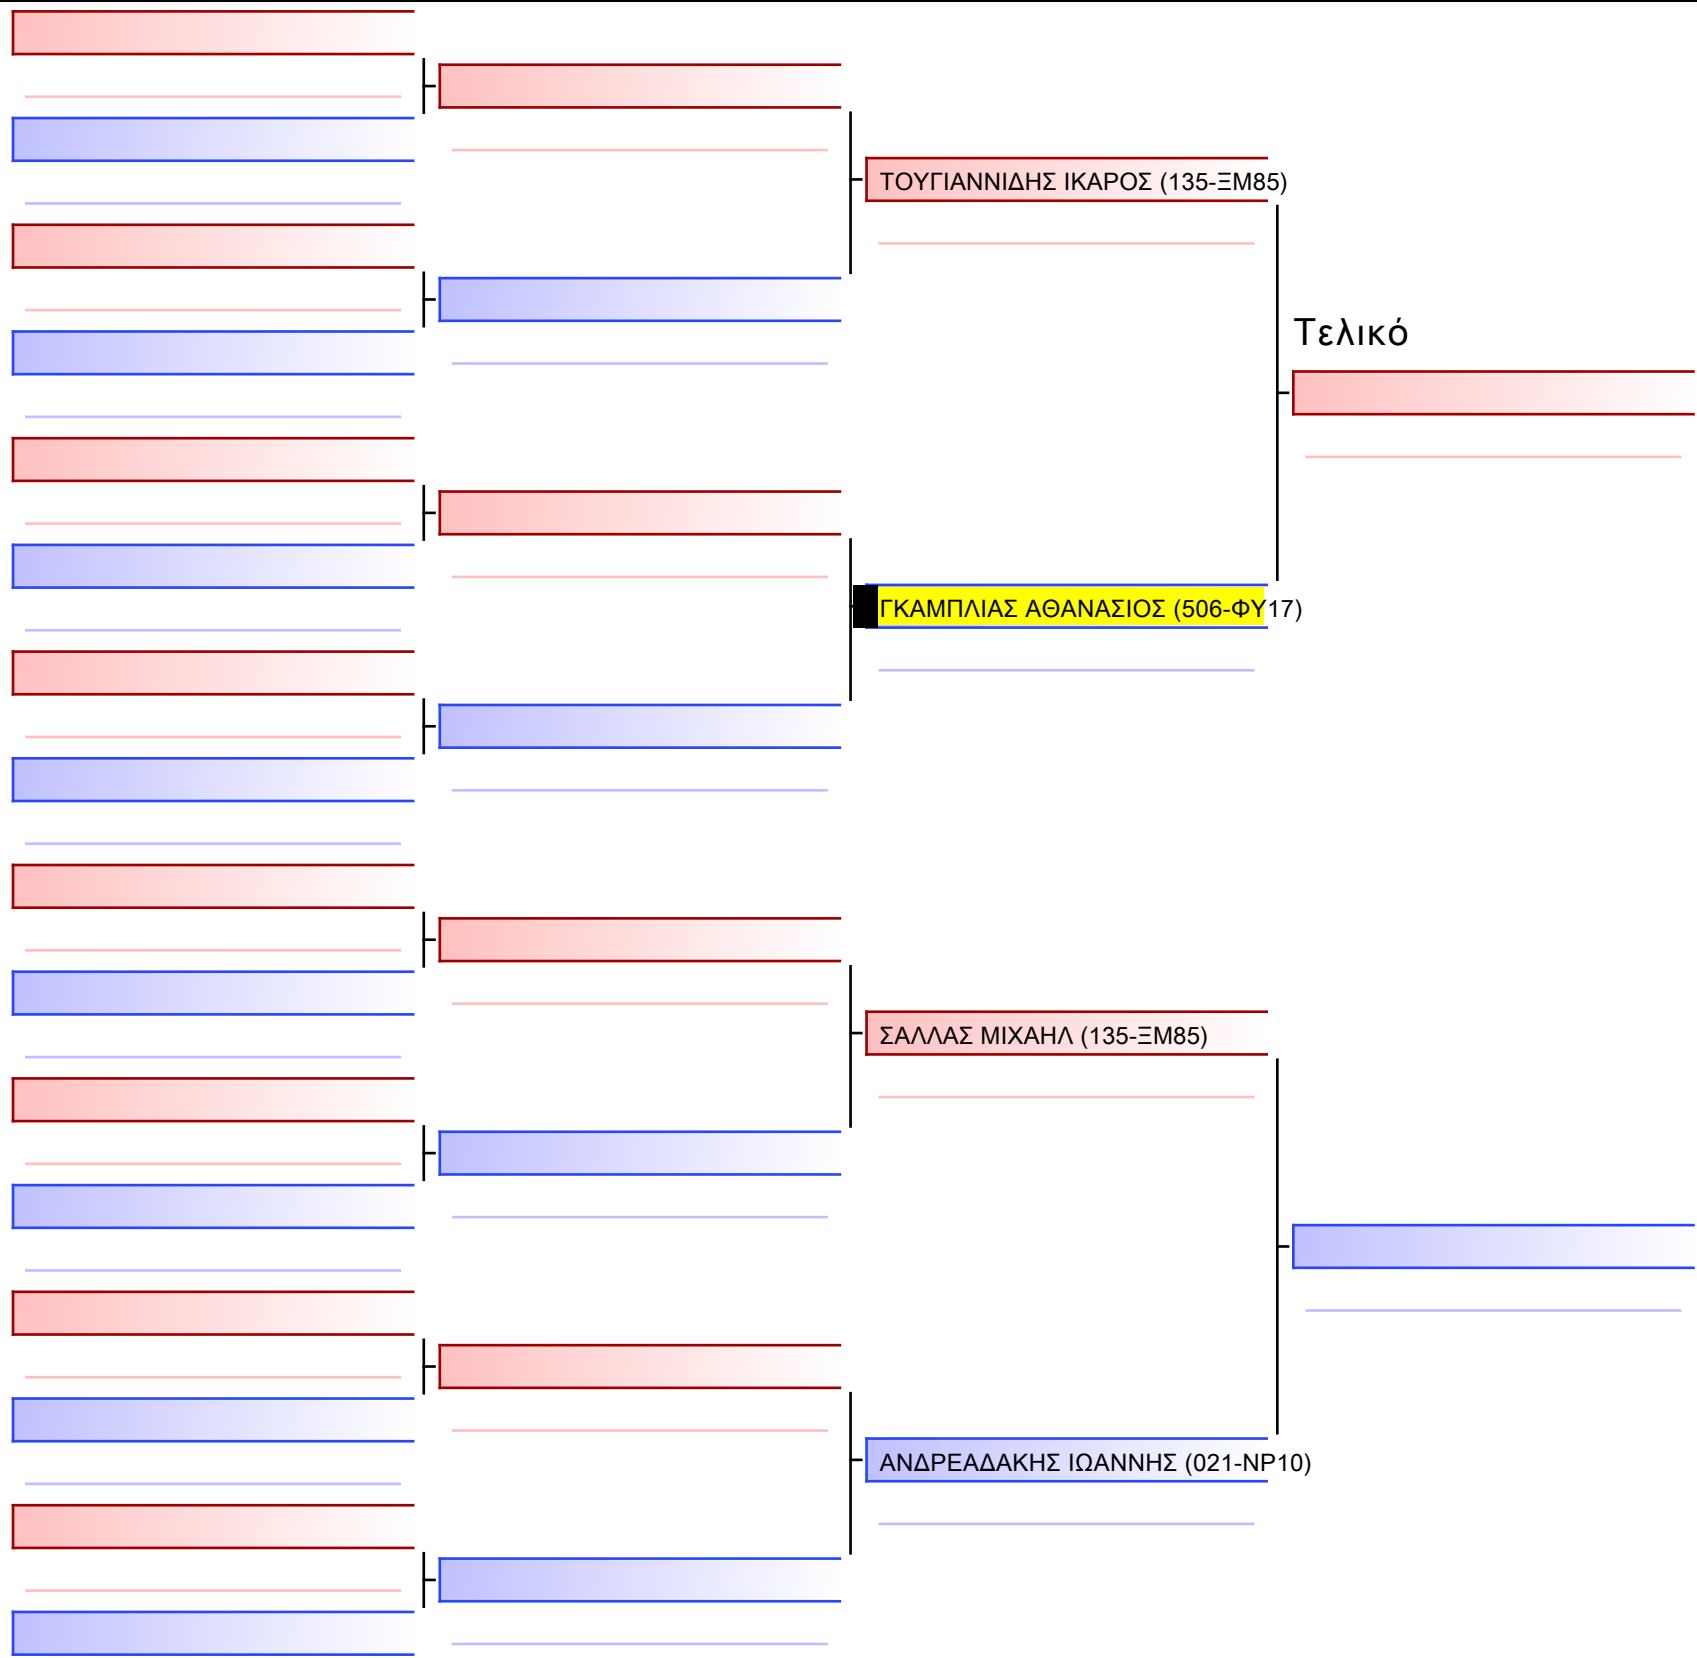 ΤΟΥΓΙΑΝΝΙΔΗΣ ΙΚΑΡΟΣ (135-ΞΜ85)
Τελικό
ΓΚΑΜΠΛΙΑΣ ΑΘΑΝΑΣΙΟΣ (506-ΦΥ17)
ΣΑΛΛΑΣ ΜΙΧΑΗΛ (135-ΞΜ85)
ΑΝΔΡΕΑΔΑΚΗΣ ΙΩΑΝΝΗΣ (021-ΝΡ10)